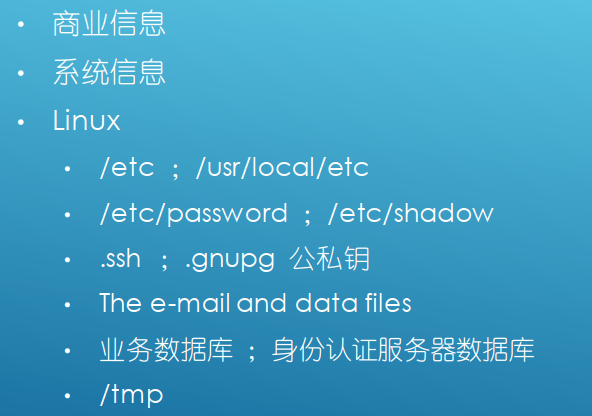 • 商业信息
• 系统信息
• Linux
• /etc ；/usr/local/etc
• /etc/password ；/etc/shadow
• .ssh ；.gnupg 公私钥
• The e-mail and data files
• 业务数据库 ；身份认证服务器数据库
• /tmp